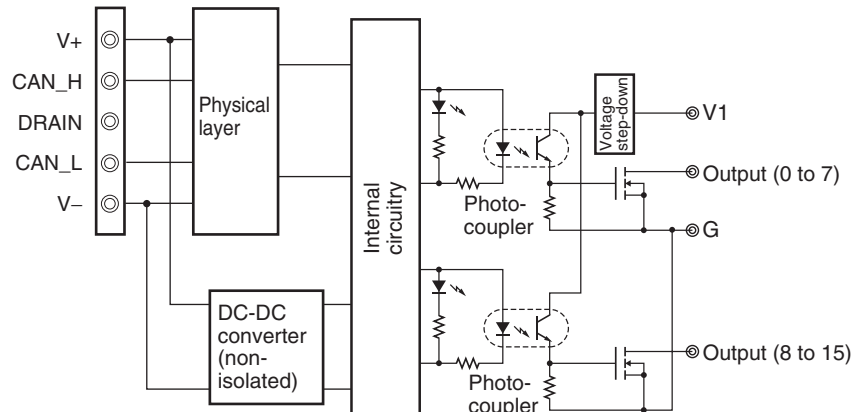 V+
CAN_H
DRAIN
CAN_L
V–
Physical
layer
DC-DC
converter
(non-
isolated)
Internal
circuitry
Photo-
coupler
Voltage
step-down
V1
Output (0 to 7)
G
Photo-
coupler
Output (8 to 15)